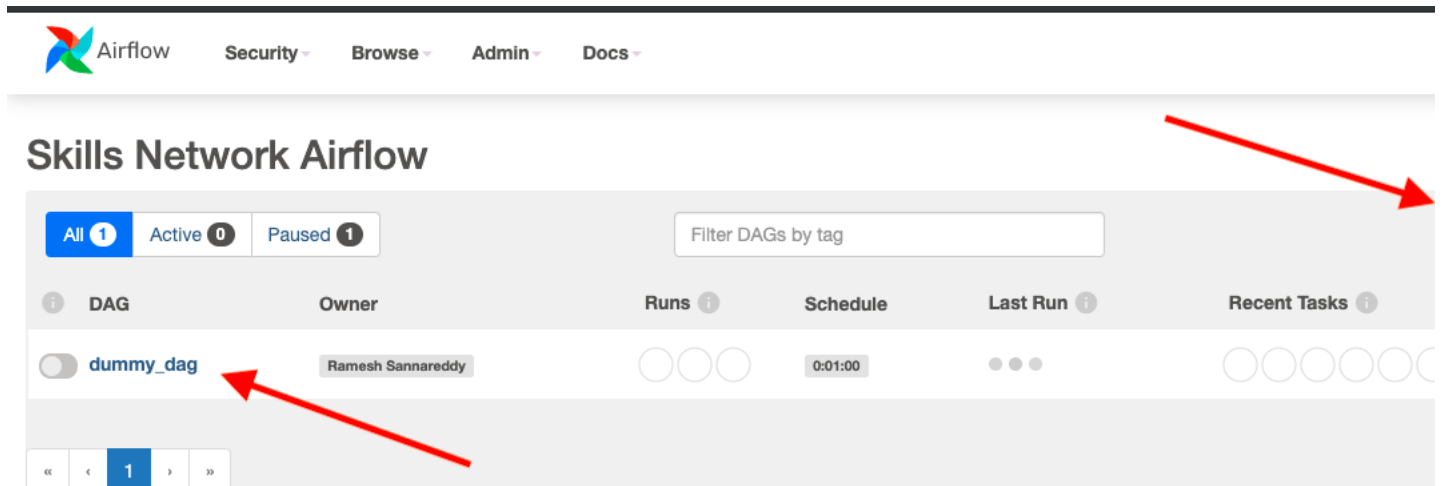 Airflow Security Browse Admin Docs
Skills Network Airflow
All 1 Active 0 Paused 1 Filter DAGs by tag
i DAG Owner Runs i Schedule Last Run i Recent Tasks i
dummy_dag Ramesh Sannareddy 0:01:00
« ‹ 1 › »